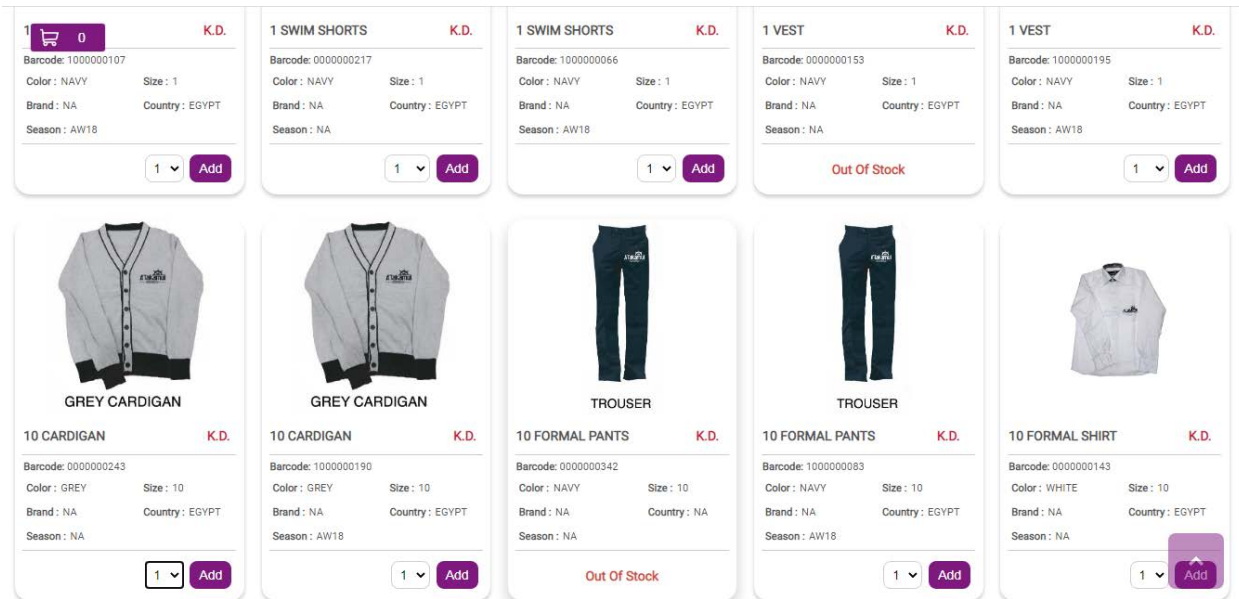 1 K.D.
0
Barcode: 1000000107
Color : NAVY Size : 1
Brand : NA Country : EGYPT
Season : AW18
1 Add
1 SWIM SHORTS K.D.
Barcode: 0000000217
Color : NAVY Size : 1
Brand : NA Country : EGYPT
Season : NA
1 Add
1 SWIM SHORTS K.D.
Barcode: 1000000066
Color : NAVY Size : 1
Brand : NA Country : EGYPT
Season : AW18
1 Add
1 VEST K.D.
Barcode: 0000000153
Color : NAVY Size : 1
Brand : NA Country : EGYPT
Season : NA
Out Of Stock
1 VEST K.D.
Barcode: 1000000195
Color : NAVY Size : 1
Brand : NA Country : EGYPT
Season : AW18
1 Add
GREY CARDIGAN
10 CARDIGAN K.D.
Barcode: 0000000243
Color : GREY Size : 10
Brand : NA Country : EGYPT
Season : NA
1 Add
GREY CARDIGAN
10 CARDIGAN K.D.
Barcode: 1000000190
Color : GREY Size : 10
Brand : NA Country : EGYPT
Season : AW18
1 Add
TROUSER
10 FORMAL PANTS K.D.
Barcode: 0000000342
Color : NAVY Size : 10
Brand : NA Country : NA
Season : NA
Out Of Stock
TROUSER
10 FORMAL PANTS K.D.
Barcode: 1000000083
Color : NAVY Size : 10
Brand : NA Country : EGYPT
Season : AW18
1 Add
10 FORMAL SHIRT K.D.
Barcode: 0000000143
Color : WHITE Size : 10
Brand : NA Country : EGYPT
Season : NA
1 Add